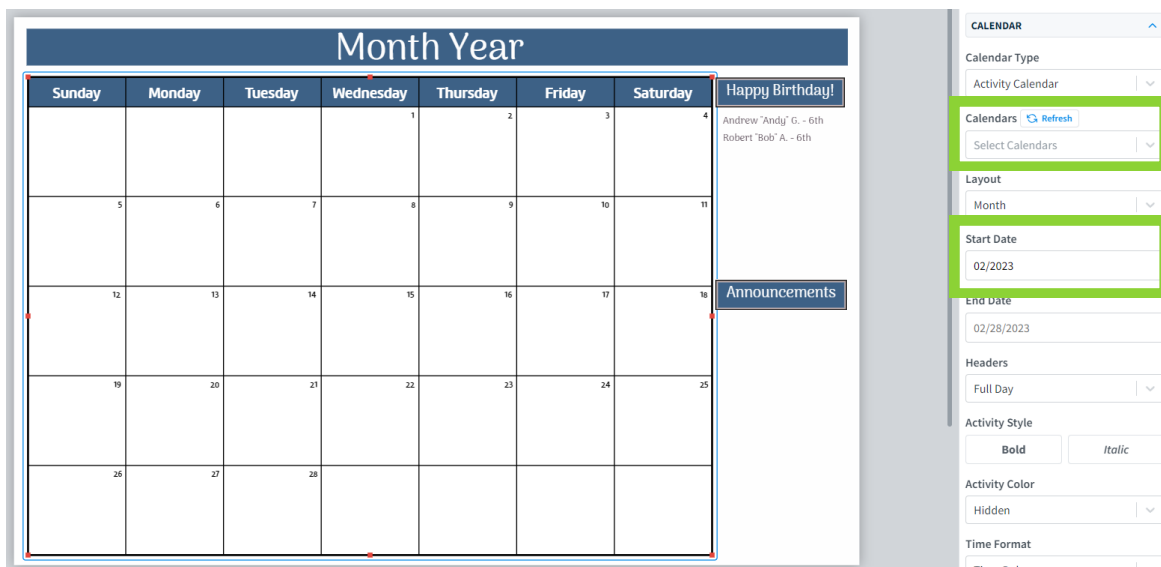 Month Year
Sunday Monday Tuesday Wednesday Thursday Friday Saturday
1 2 3 4
5 6 7 8 9 10 11
12 13 14 15 16 17 18
19 20 21 22 23 24 25
26 27 28
Happy Birthday!
Andrew "Andy" G. - 6th
Robert "Bob" A. - 6th
Announcements
CALENDAR
Calendar Type
Activity Calendar
Calendars Refresh
Select Calendars
Layout
Month
Start Date
02/2023
End Date
02/28/2023
Headers
Full Day
Activity Style
Bold Italic
Activity Color
Hidden
Time Format